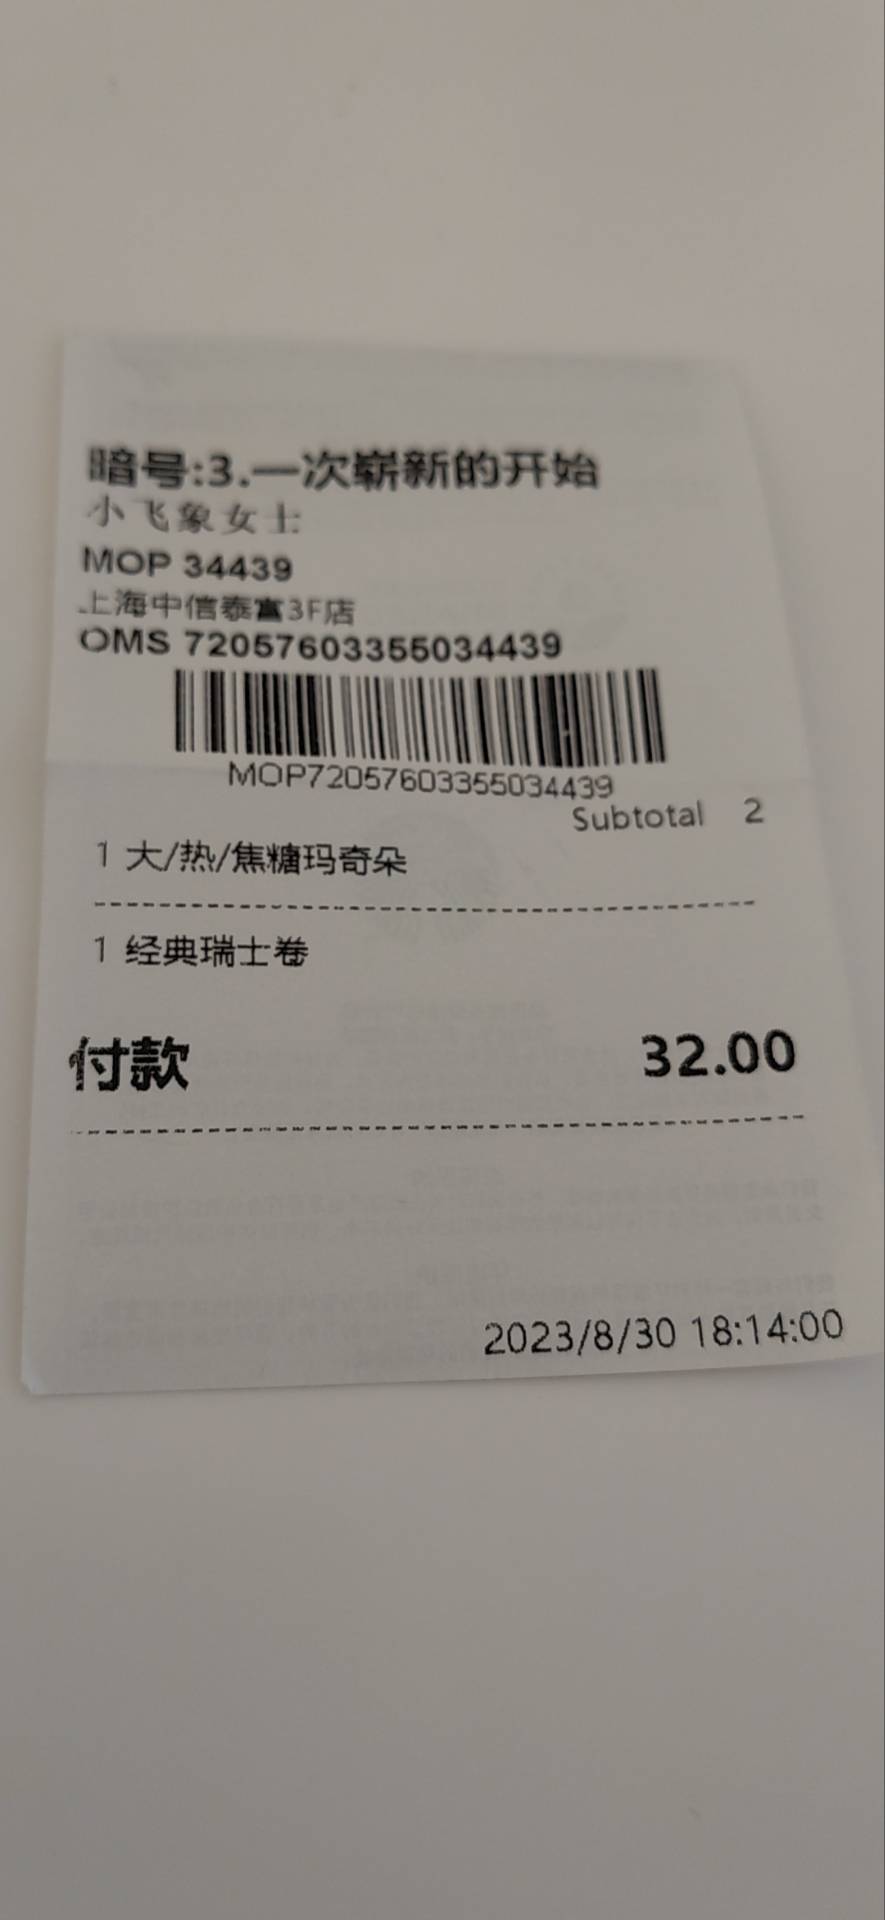 暗号:3.一次崭新的开始
小飞象女士
MOP 34439
上海中信泰富3F店
OMS 72057603355034439
MOP72057603355034439
Subtotal 2
1 大/热/焦糖玛奇朵
1 经典瑞士卷
付款 32.00
2023/8/30 18:14:00